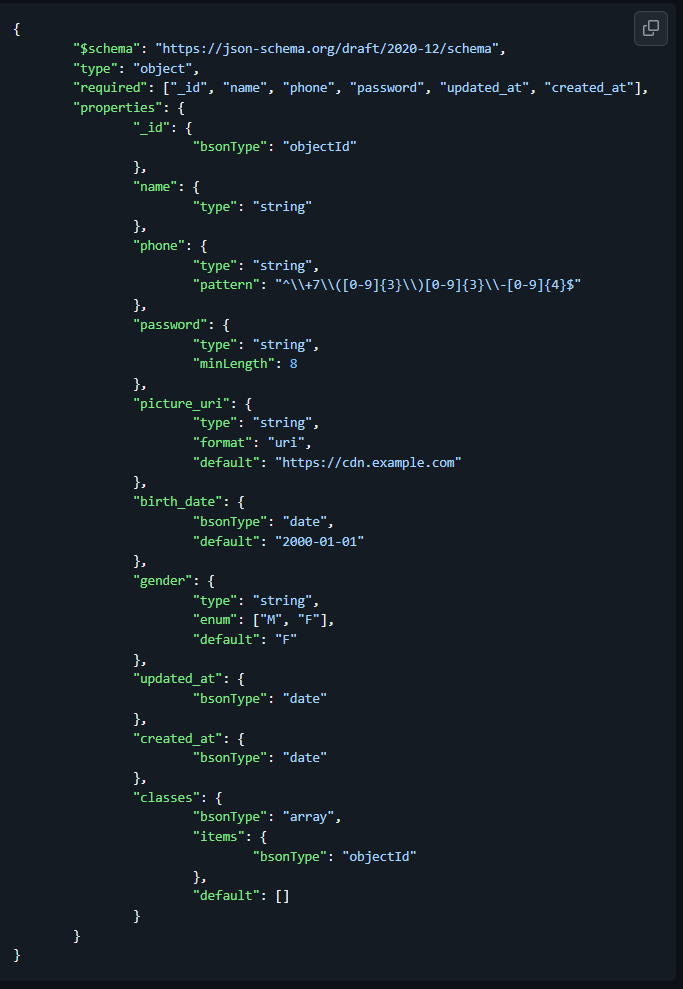 {
        "$schema": "https://json-schema.org/draft/2020-12/schema",
        "type": "object",
        "required": ["_id", "name", "phone", "password", "updated_at", "created_at"],
        "properties": {
                "_id": {
                        "bsonType": "objectId"
                },
                "name": {
                        "type": "string"
                },
                "phone": {
                        "type": "string",
                        "pattern": "^\\+7\\([0-9]{3}\\)[0-9]{3}\\-[0-9]{4}$"
                },
                "password": {
                        "type": "string",
                        "minLength": 8
                },
                "picture_uri": {
                        "type": "string",
                        "format": "uri",
                        "default": "https://cdn.example.com"
                },
                "birth_date": {
                        "bsonType": "date",
                        "default": "2000-01-01"
                },
                "gender": {
                        "type": "string",
                        "enum": ["M", "F"],
                        "default": "F"
                },
                "updated_at": {
                        "bsonType": "date"
                },
                "created_at": {
                        "bsonType": "date"
                },
                "classes": {
                        "bsonType": "array",
                        "items": {
                                "bsonType": "objectId"
                        },
                        "default": []
                }
        }
}